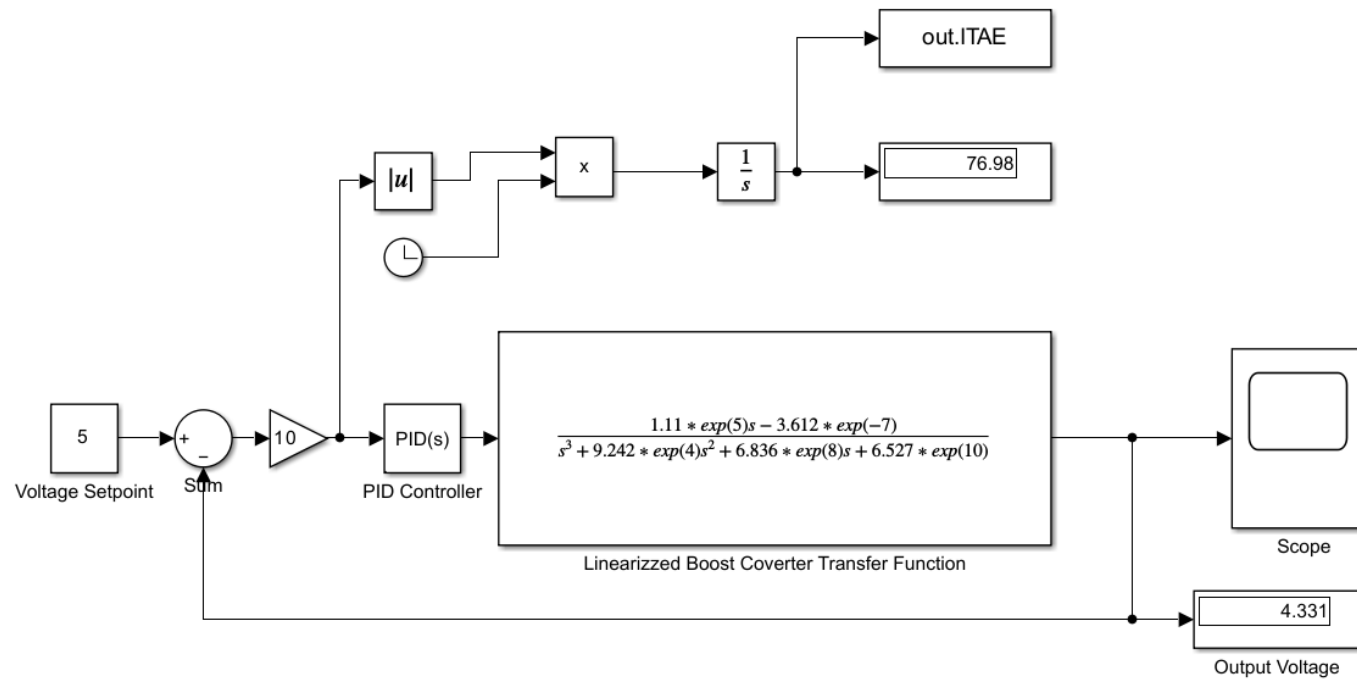 out.ITAE
|u|
x
1
s
76.98
5
+
−
10
PID(s)
1.11 * exp(5)s − 3.612 * exp(−7)
s³ + 9.242 * exp(4)s² + 6.836 * exp(8)s + 6.527 * exp(10)
Voltage Setpoint
Sum
PID Controller
Linearizzed Boost Coverter Transfer Function
Scope
4.331
Output Voltage